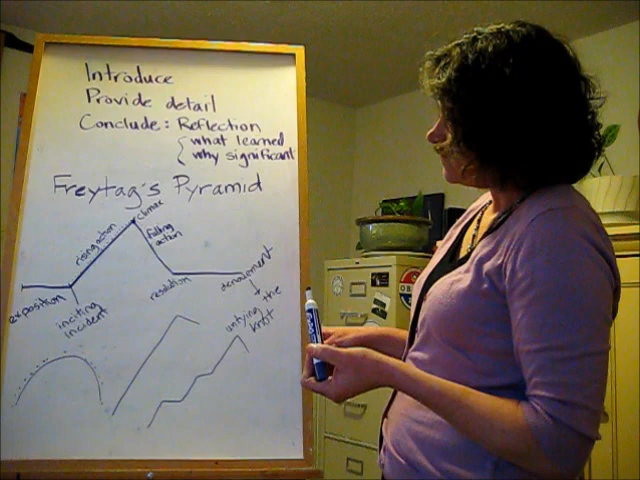 Introduce
Provide detail
Conclude: Reflection
what learned
why significant
Freytag's Pyramid
climax
rising action
falling
action
exposition
inciting
incident
resolution
denouement
the
untying
knot
EXPO